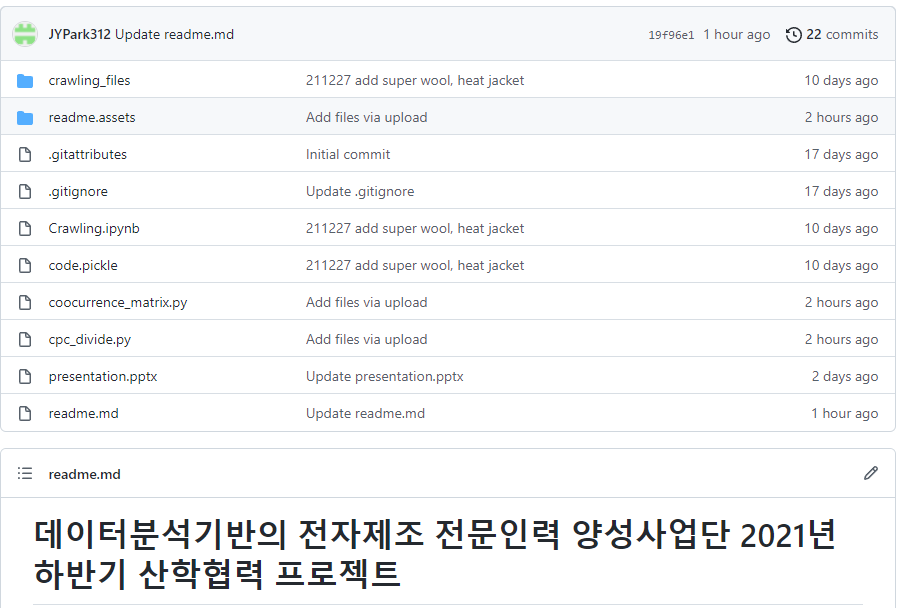 JYPark312 Update readme.md 19f96e1 1 hour ago 22 commits
crawling_files 211227 add super wool, heat jacket 10 days ago
readme.assets Add files via upload 2 hours ago
.gitattributes Initial commit 17 days ago
.gitignore Update .gitignore 17 days ago
Crawling.ipynb 211227 add super wool, heat jacket 10 days ago
code.pickle 211227 add super wool, heat jacket 10 days ago
coocurrence_matrix.py Add files via upload 2 hours ago
cpc_divide.py Add files via upload 2 hours ago
presentation.pptx Update presentation.pptx 2 days ago
readme.md Update readme.md 1 hour ago
readme.md
데이터분석기반의 전자제조 전문인력 양성사업단 2021년
하반기 산학협력 프로젝트